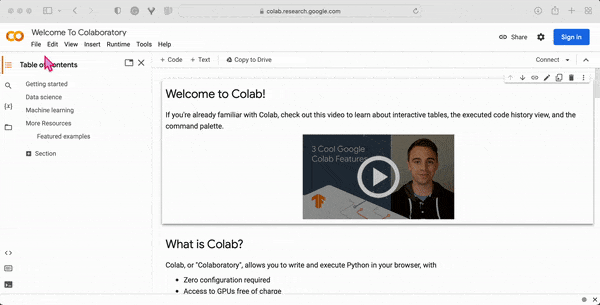 colab.research.google.com
Welcome To Colaboratory
File Edit View Insert Runtime Tools Help
Share
Sign in
Table of contents
+ Code + Text Copy to Drive
Connect
Getting started
Data science
Machine learning
More Resources
Featured examples
Section
Welcome to Colab!
If you're already familiar with Colab, check out this video to learn about interactive tables, the executed code history view, and the
command palette.
3 Cool Google
Colab Features
What is Colab?
Colab, or "Colaboratory", allows you to write and execute Python in your browser, with
• Zero configuration required
• Access to GPUs free of charge